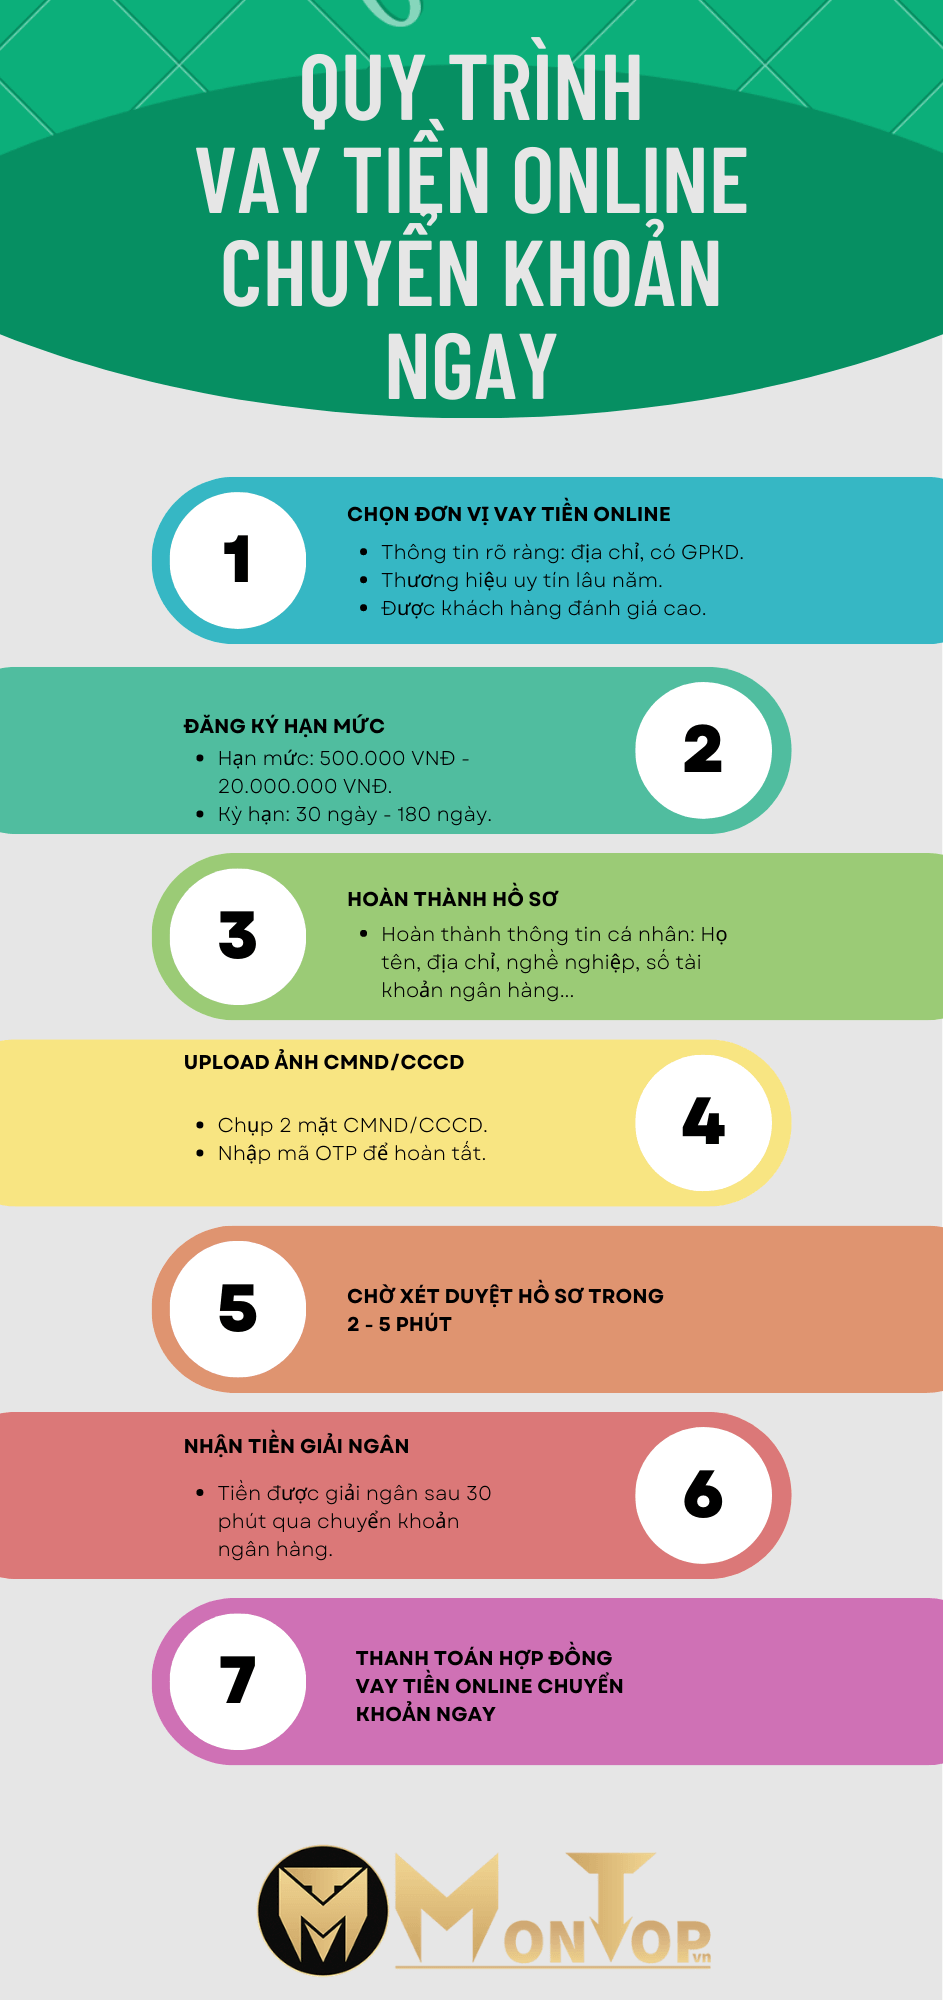 QUY TRÌNH
VAY TIỀN ONLINE
CHUYỂN KHOẢN
NGAY
1
CHỌN ĐƠN VỊ VAY TIỀN ONLINE
• Thông tin rõ ràng: địa chỉ, có GPKD.
• Thương hiệu uy tín lâu năm.
• Được khách hàng đánh giá cao.
2
ĐĂNG KÝ HẠN MỨC
• Hạn mức: 500.000 VNĐ -
20.000.000 VNĐ.
• Kỳ hạn: 30 ngày - 180 ngày.
3
HOÀN THÀNH HỒ SƠ
• Hoàn thành thông tin cá nhân: Họ
tên, địa chỉ, nghề nghiệp, số tài
khoản ngân hàng...
4
UPLOAD ẢNH CMND/CCCD
• Chụp 2 mặt CMND/CCCD.
• Nhập mã OTP để hoàn tất.
5
CHỜ XÉT DUYỆT HỒ SƠ TRONG
2 - 5 PHÚT
6
NHẬN TIỀN GIẢI NGÂN
• Tiền được giải ngân sau 30
phút qua chuyển khoản
ngân hàng.
7
THANH TOÁN HỢP ĐỒNG
VAY TIỀN ONLINE CHUYỂN
KHOẢN NGAY
MONTOP.vn